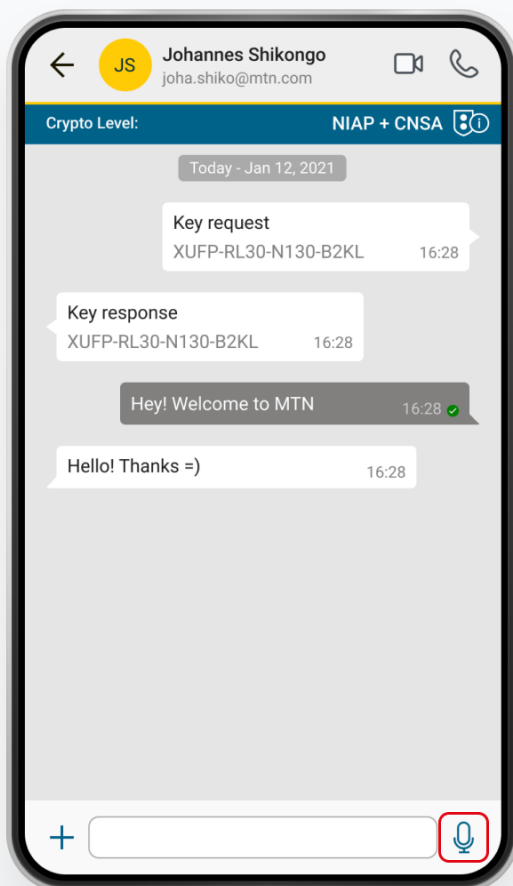 JS
Johannes Shikongo
joha.shiko@mtn.com
Crypto Level:
NIAP + CNSA
Today - Jan 12, 2021
Key request
XUFP-RL30-N130-B2KL 16:28
Key response
XUFP-RL30-N130-B2KL 16:28
Hey! Welcome to MTN 16:28
Hello! Thanks =) 16:28